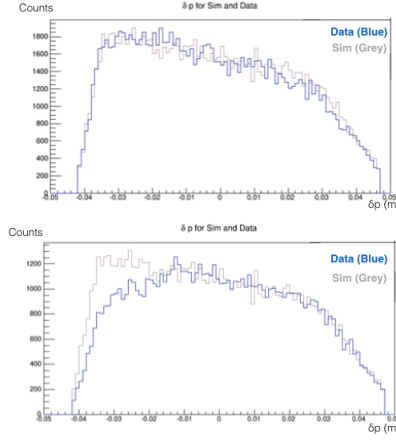 Counts
δ p for Sim and Data
Data (Blue)
Sim (Grey)
1800
1600
1400
1200
1000
800
600
400
200
0
-0.05 -0.04 -0.03 -0.02 -0.01 0 0.01 0.02 0.03 0.04 0.05
δp (m
Counts
δ p for Sim and Data
Data (Blue)
Sim (Grey)
1200
1000
800
600
400
200
0
-0.05 -0.04 -0.03 -0.02 -0.01 0 0.01 0.02 0.03 0.04 0.0
δp (m